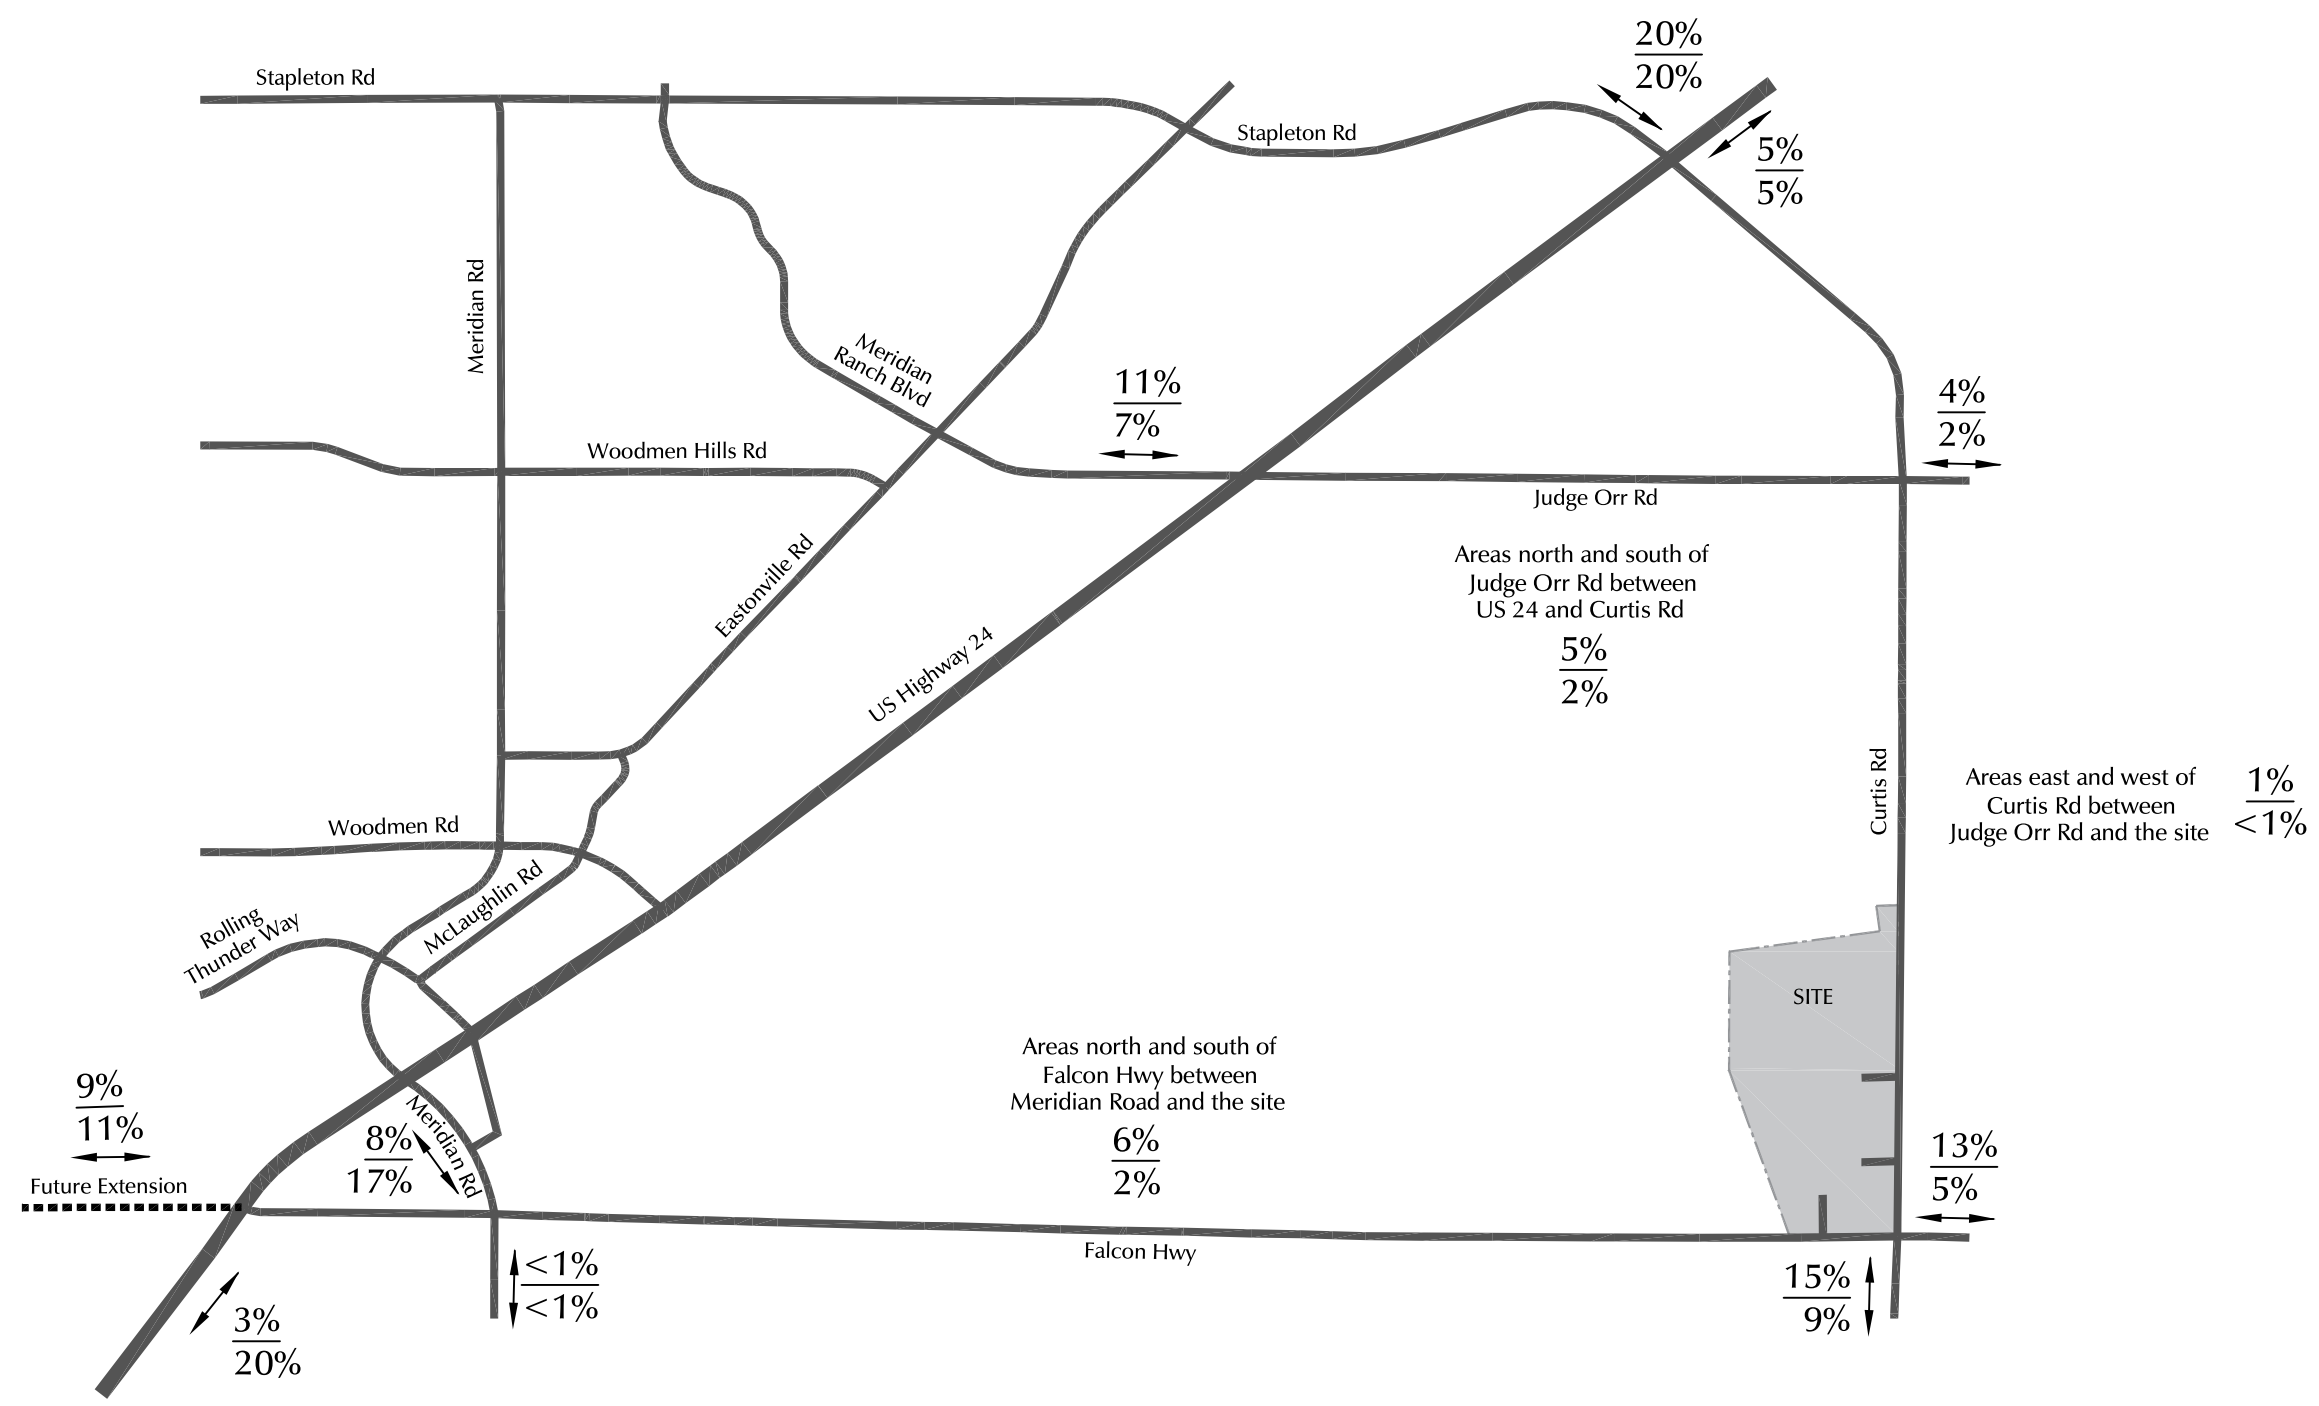 20%
20%
Stapleton Rd
Stapleton Rd
5%
5%
Meridian Rd
Meridian
Ranch Blvd
11%
7%
4%
2%
Woodmen Hills Rd
Judge Orr Rd
Eastonville Rd
Areas north and south of
Judge Orr Rd between
US 24 and Curtis Rd
5%
2%
US Highway 24
Curtis Rd
Areas east and west of
Curtis Rd between
Judge Orr Rd and the site
1%
<1%
Woodmen Rd
McLaughlin Rd
Rolling
Thunder Way
SITE
Areas north and south of
Falcon Hwy between
Meridian Road and the site
6%
2%
9%
11%
Future Extension
8%
17%
Meridian Rd
13%
5%
Falcon Hwy
<1%
<1%
15%
9%
3%
20%